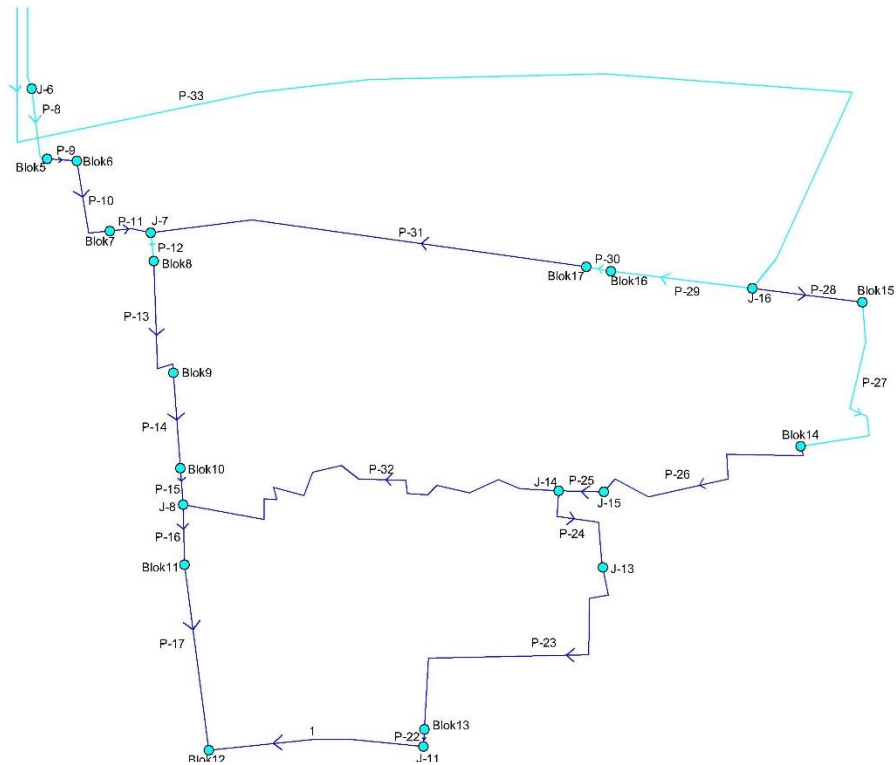 J-6
P-33
P-8
P-9
Blok5
Blok6
P-10
P-11
J-7
Blok7
P-31
P-12
Blok8
P-30
Blok17
Blok16
P-29
J-16
P-28
Blok15
P-13
Blok9
P-27
P-14
Blok14
Blok10
P-32
J-14
P-25
P-26
P-15
J-15
J-8
P-16
P-24
Blok11
J-13
P-17
P-23
Blok13
1
P-22
J-11
Blok12